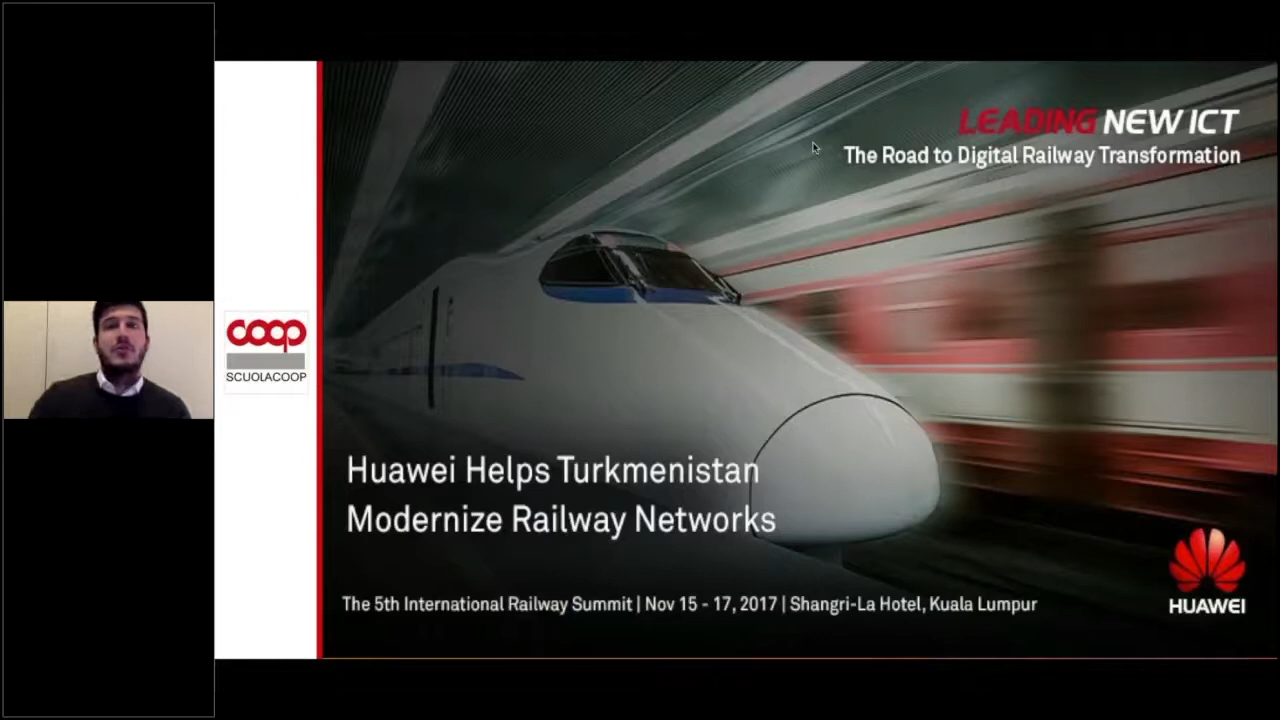 coop
SCUOLACOOP
LEADING NEW ICT
The Road to Digital Railway Transformation
Huawei Helps Turkmenistan
Modernize Railway Networks
The 5th International Railway Summit | Nov 15 - 17, 2017 | Shangri-La Hotel, Kuala Lumpur
HUAWEI